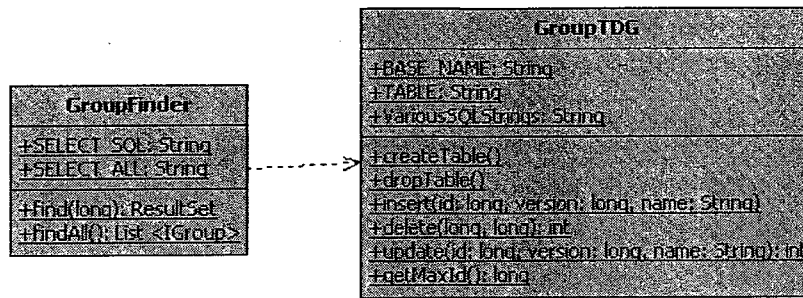 GroupFinder
+SELECT_SQL: String
+SELECT_ALL: String
+find(long): ResultSet
+findAll(): List <IGroup>
GroupTDG
+BASE_NAME: String
+TABLE: String
+VariousSQLStrings: String
+createTable()
+dropTable()
+insert(id: long, version: long, name: String)
+delete(long, long): int
+update(id: long, version: long, name: String): int
+getMaxId(): long